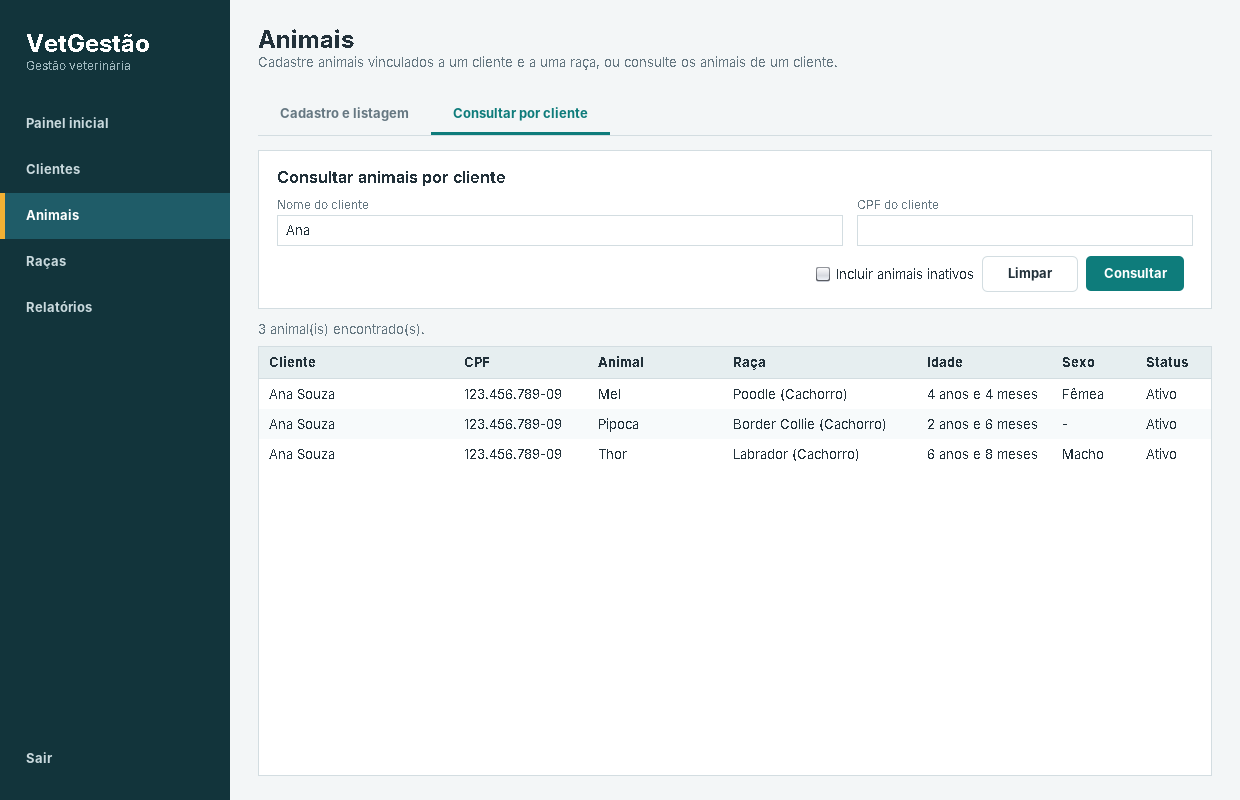 VetGestão
Gestão veterinária
Painel inicial
Clientes
Animais
Raças
Relatórios
Sair
Animais
Cadastre animais vinculados a um cliente e a uma raça, ou consulte os animais de um cliente.
Cadastro e listagem Consultar por cliente
Consultar animais por cliente
Nome do cliente CPF do cliente
Ana
Incluir animais inativos Limpar Consultar
3 animal(is) encontrado(s).
Cliente CPF Animal Raça Idade Sexo Status
Ana Souza 123.456.789-09 Mel Poodle (Cachorro) 4 anos e 4 meses Fêmea Ativo
Ana Souza 123.456.789-09 Pipoca Border Collie (Cachorro) 2 anos e 6 meses - Ativo
Ana Souza 123.456.789-09 Thor Labrador (Cachorro) 6 anos e 8 meses Macho Ativo